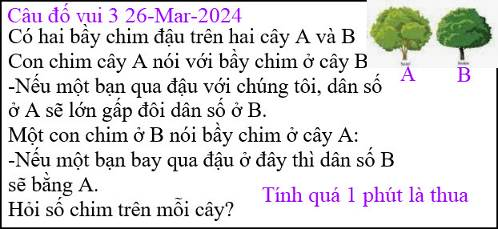 Câu đố vui 3 26-Mar-2024
Có hai bầy chim đậu trên hai cây A và B
Con chim cây A nói với bầy chim ở cây B
-Nếu một bạn qua đậu với chúng tôi, dân số
ở A sẽ lớn gấp đôi dân số ở B.
Một con chim ở B nói bầy chim ở cây A:
-Nếu một bạn bay qua đậu ở đây thì dân số B
sẽ bằng A.
Hỏi số chim trên mỗi cây?
A B
Tính quá 1 phút là thua